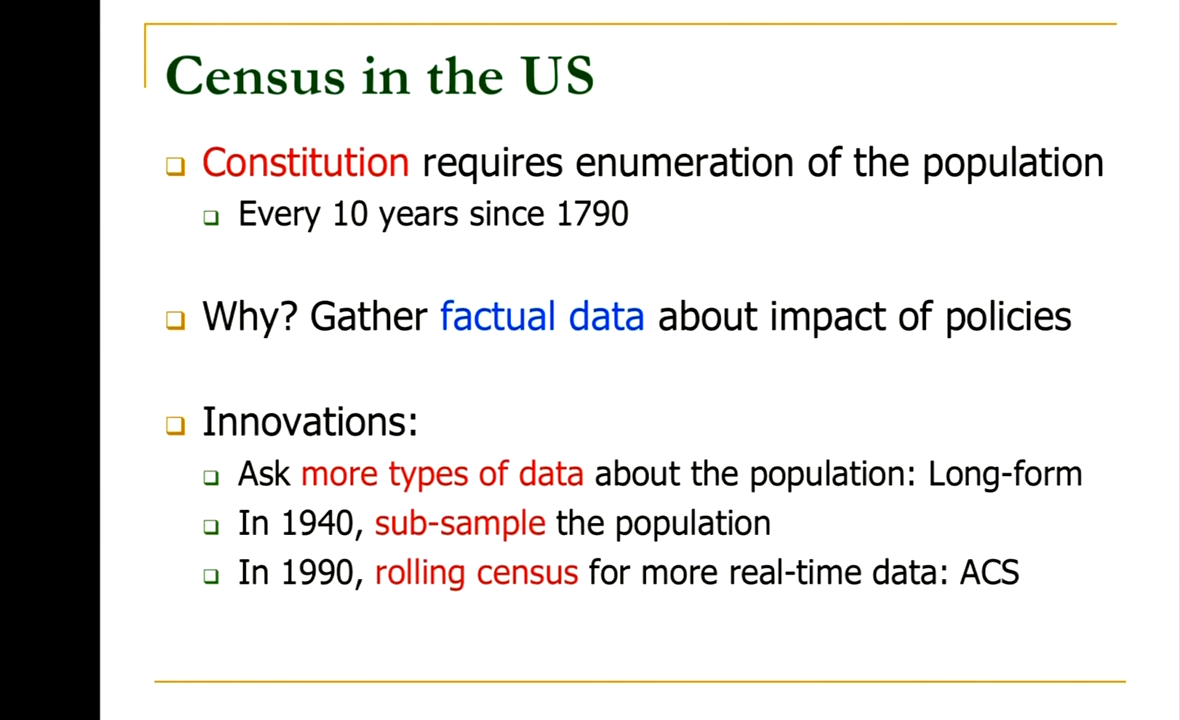 Census in the US
Constitution requires enumeration of the population
Every 10 years since 1790
Why? Gather factual data about impact of policies
Innovations:
Ask more types of data about the population: Long-form
In 1940, sub-sample the population
In 1990, rolling census for more real-time data: ACS